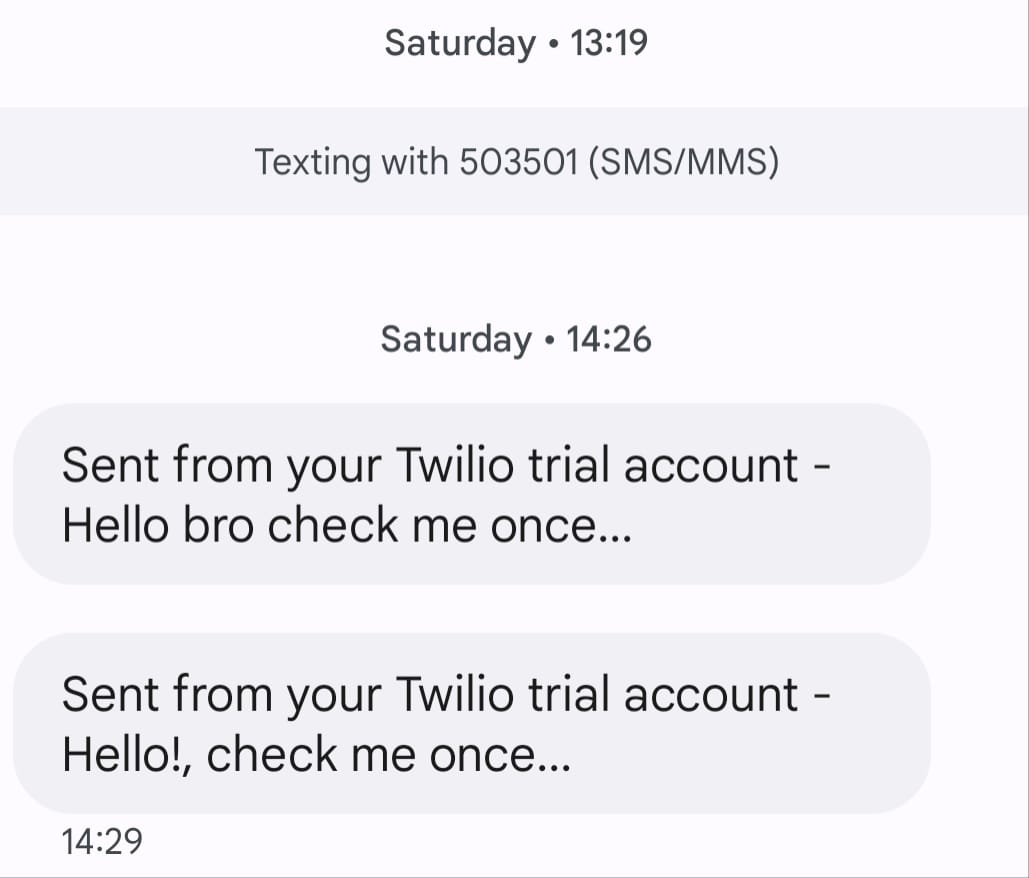 Saturday • 13:19
Texting with 503501 (SMS/MMS)
Saturday • 14:26
Sent from your Twilio trial account -
Hello bro check me once...
Sent from your Twilio trial account -
Hello!, check me once...
14:29